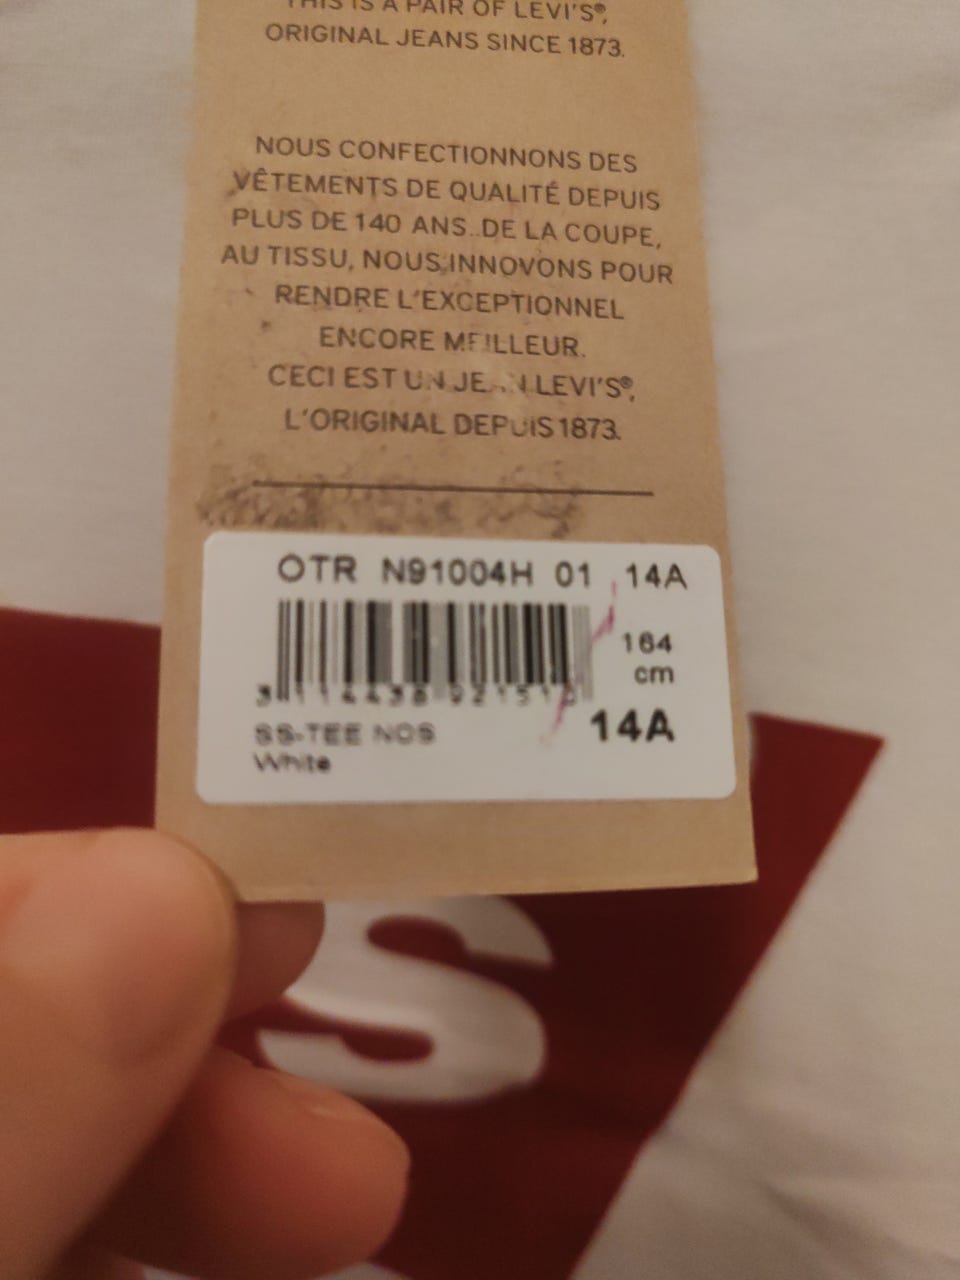 THIS IS A PAIR OF LEVI'S®,
ORIGINAL JEANS SINCE 1873.
NOUS CONFECTIONNONS DES
VÊTEMENTS DE QUALITÉ DEPUIS
PLUS DE 140 ANS. DE LA COUPE,
AU TISSU, NOUS INNOVONS POUR
RENDRE L'EXCEPTIONNEL
ENCORE MEILLEUR.
CECI EST UN JEAN LEVI'S®,
L'ORIGINAL DEPUIS 1873.
OTR N91004H 01 14A
164
cm
14A
SS-TEE NOS
White
S